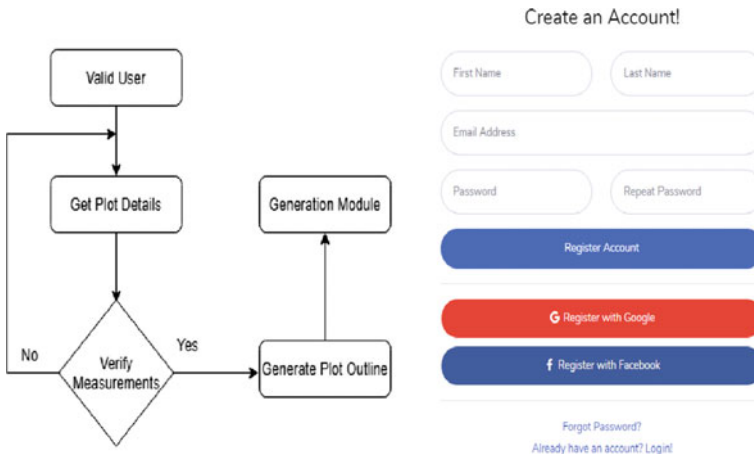 Valid User
Get Plot Details
Generation Module
No
Verify
Measurements
Yes
Generate Plot Outline
Create an Account!
First Name
Last Name
Email Address
Password
Repeat Password
Register Account
G Register with Google
f Register with Facebook
Forgot Password?
Already have an account? Login!